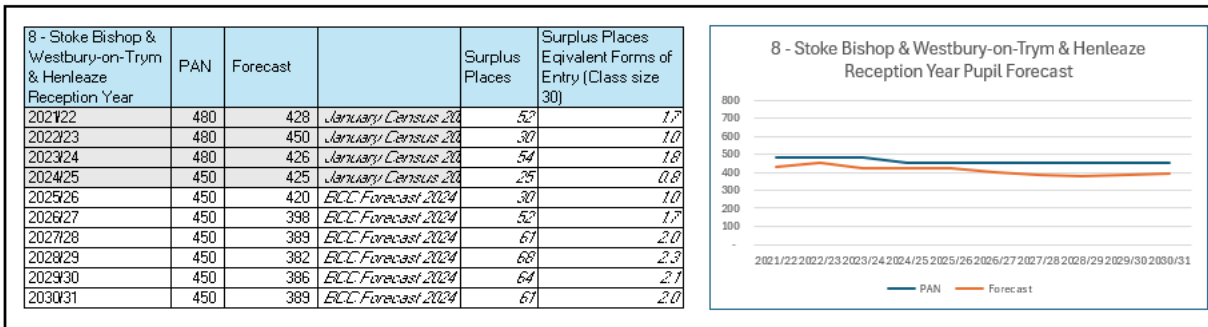 8 - Stoke Bishop &
Westbury-on-Trym
& Henleaze
Reception Year
PAN
Forecast
Surplus
Places
Surplus Places
Eqivalent Forms of
Entry (Class size
30)
2021/22 480 428 January Census 20 52 1.7
2022/23 480 450 January Census 20 30 1.0
2023/24 480 426 January Census 20 54 1.8
2024/25 450 425 January Census 20 25 0.8
2025/26 450 420 BCC Forecast 2024 30 1.0
2026/27 450 398 BCC Forecast 2024 52 1.7
2027/28 450 389 BCC Forecast 2024 61 2.0
2028/29 450 382 BCC Forecast 2024 68 2.3
2029/30 450 386 BCC Forecast 2024 64 2.1
2030/31 450 389 BCC Forecast 2024 61 2.0
8 - Stoke Bishop & Westbury-on-Trym & Henleaze
Reception Year Pupil Forecast
800
700
600
500
400
300
200
100
-
2021/22 2022/23 2023/24 2024/25 2025/26 2026/27 2027/28 2028/29 2029/30 2030/31
PAN Forecast